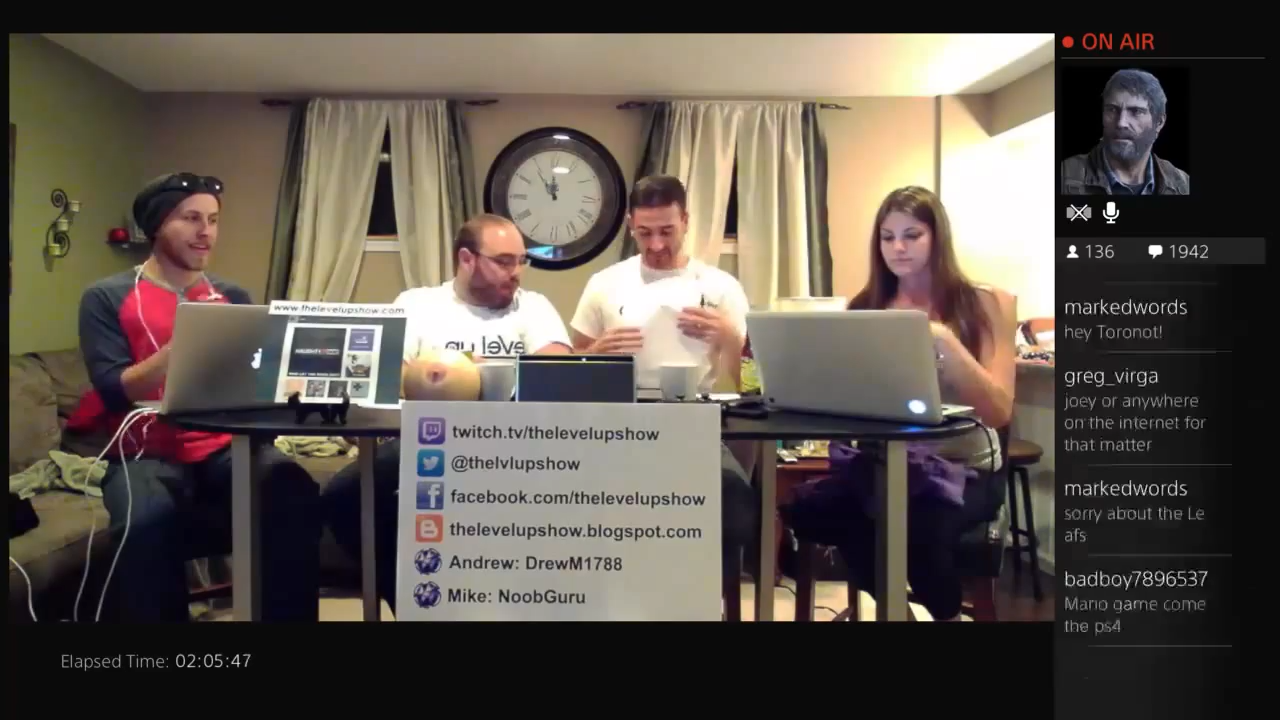 ON AIR
136 1942
www.thelevelupshow.com
markedwords
hey Toronot!
greg_virga
joey or anywhere
on the internet for
that matter
markedwords
sorry about the Le
afs
badboy7896537
Mario game come
the ps4
twitch.tv/thelevelupshow
@thelvlupshow
facebook.com/thelevelupshow
thelevelupshow.blogspot.com
Andrew: DrewM1788
Mike: NoobGuru
Elapsed Time: 02:05:47